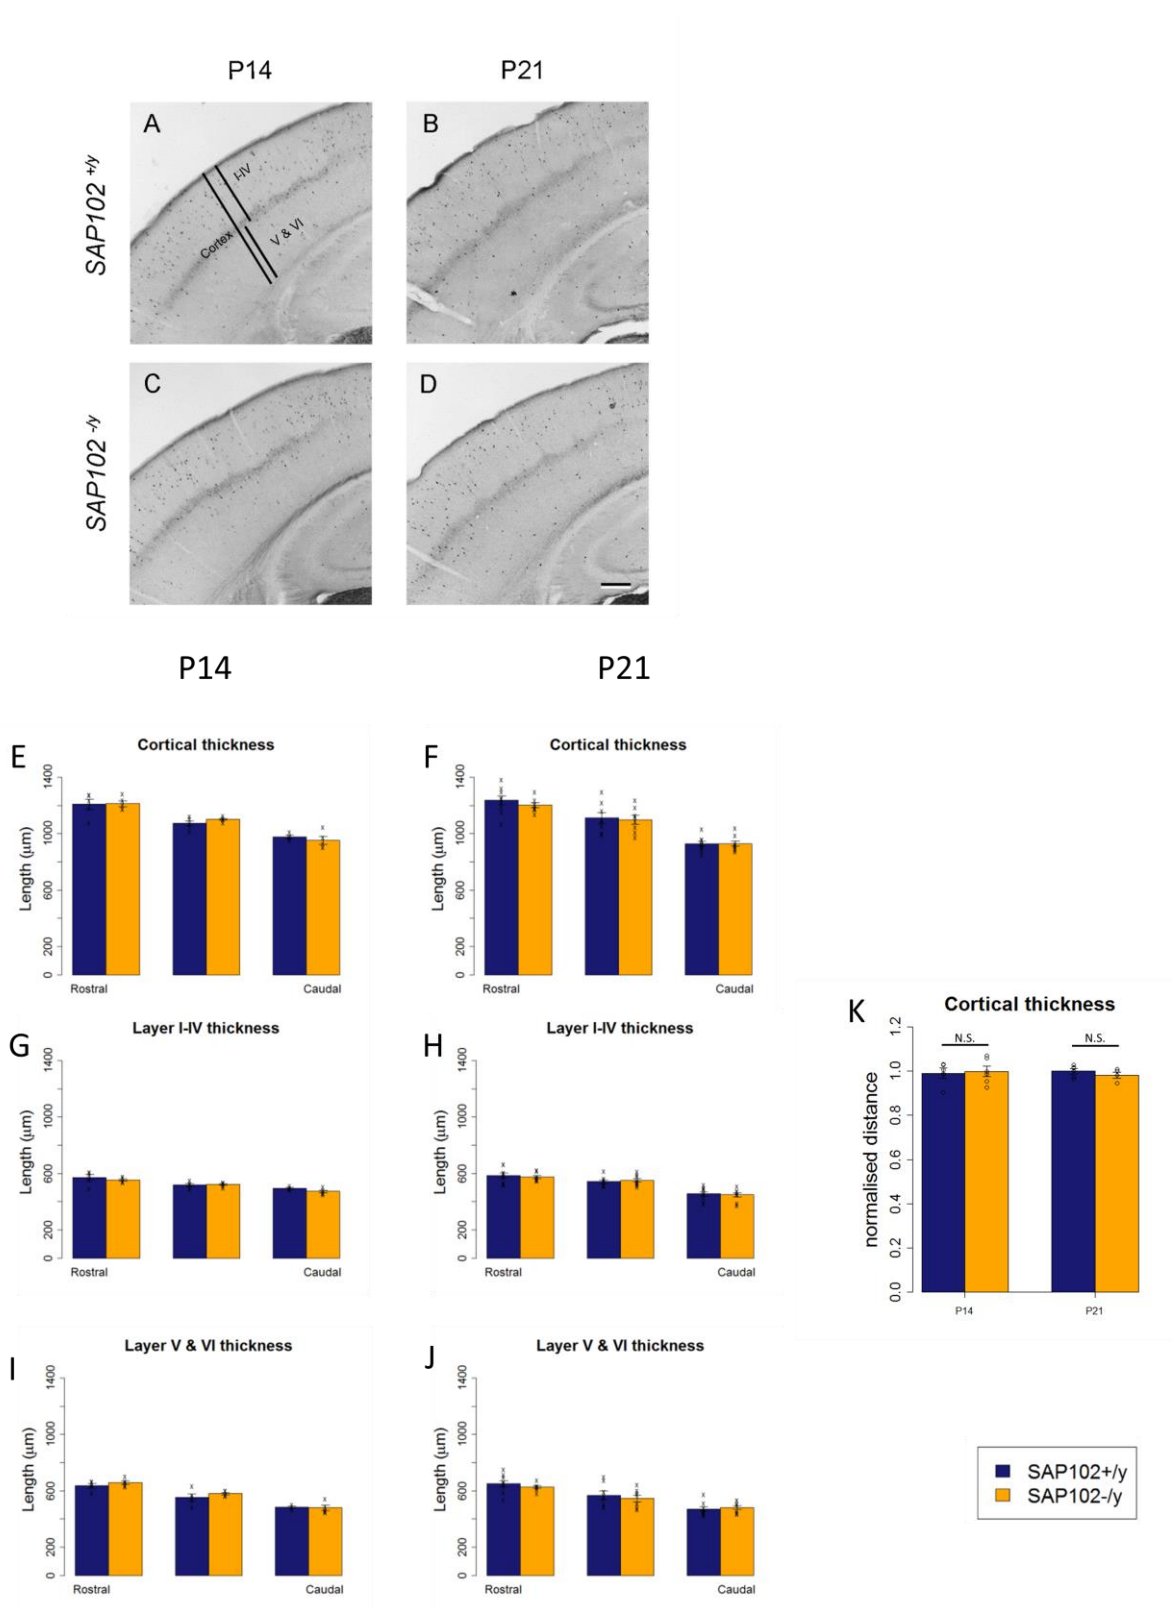 P14 P21
SAP102 +/y
A
I-IV
Cortex
V & VI
B
SAP102 -/y
C
D
P14 P21
E
Cortical thickness
Length (μm)
1400
1000
600
200
0
Rostral Caudal
F
Cortical thickness
Length (μm)
1400
1000
600
200
0
Rostral Caudal
G
Layer I-IV thickness
Length (μm)
1400
1000
600
200
0
Rostral Caudal
H
Layer I-IV thickness
Length (μm)
1400
1000
600
200
0
Rostral Caudal
K
Cortical thickness
normalised distance
1.2
1.0
0.8
0.6
0.4
0.2
0.0
N.S. N.S.
P14 P21
I
Layer V & VI thickness
Length (μm)
1400
1000
600
200
0
Rostral Caudal
J
Layer V & VI thickness
Length (μm)
1400
1000
600
200
0
Rostral Caudal
SAP102+/y
SAP102-/y